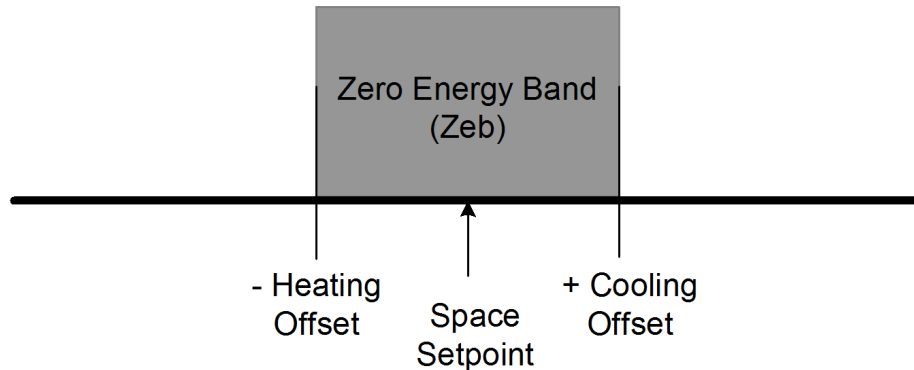 Zero Energy Band
(Zeb)
- Heating
Offset
Space
Setpoint
+ Cooling
Offset